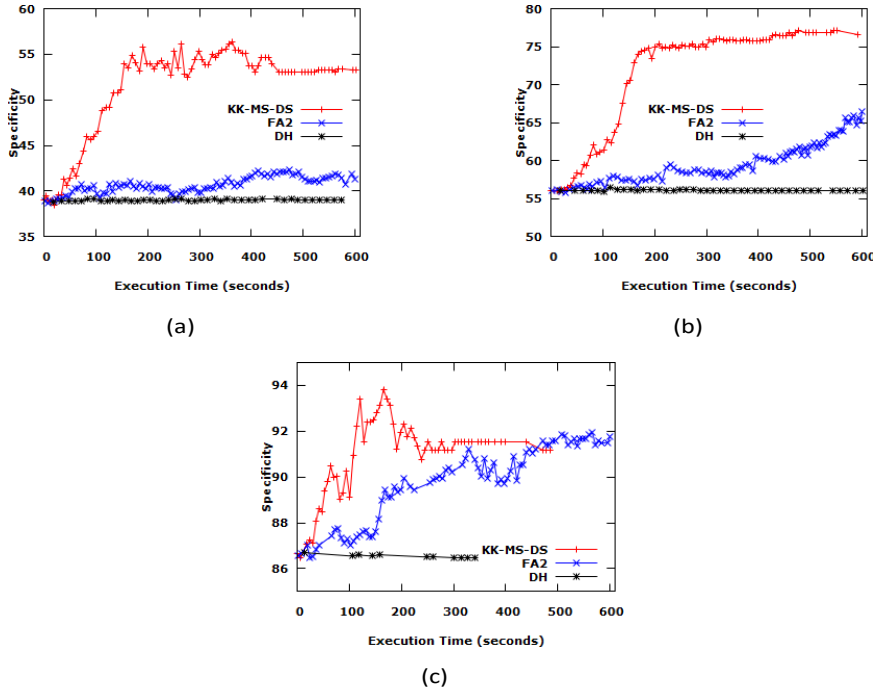 60
55
50
45
40
35
Specificity
KK-MS-DS
FA2
DH
0 100 200 300 400 500 600
Execution Time (seconds)
(a)
80
75
70
65
60
55
50
Specificity
KK-MS-DS
FA2
DH
0 100 200 300 400 500 600
Execution Time (seconds)
(b)
94
92
90
88
86
Specificity
KK-MS-DS
FA2
DH
0 100 200 300 400 500 600
Execution Time (seconds)
(c)